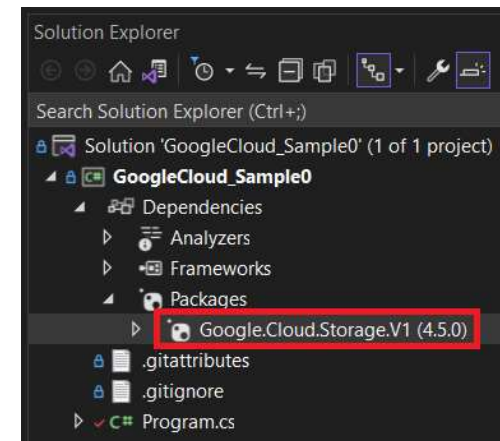 Solution Explorer
Search Solution Explorer (Ctrl+;)
Solution 'GoogleCloud_Sample0' (1 of 1 project)
C# GoogleCloud_Sample0
Dependencies
Analyzers
Frameworks
Packages
Google.Cloud.Storage.V1 (4.5.0)
.gitattributes
.gitignore
C# Program.cs